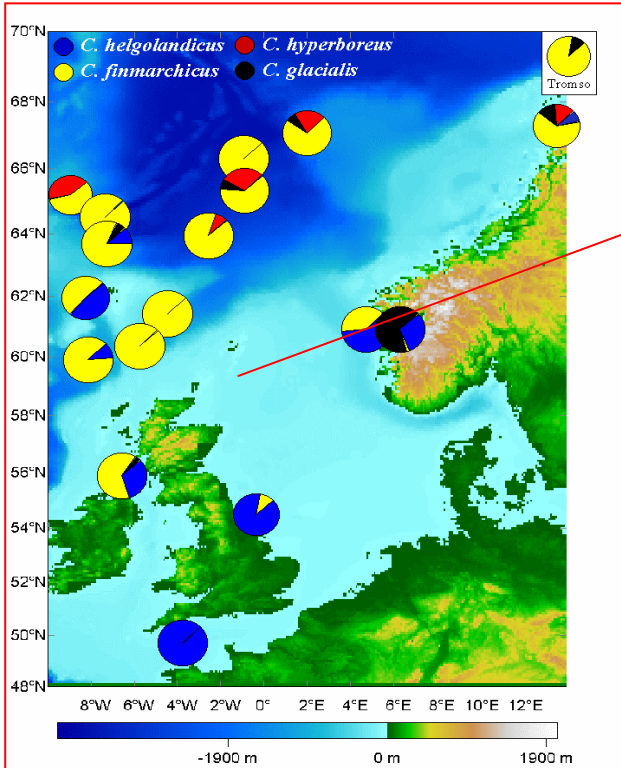 70°N
C. helgolandicus C. hyperboreus
C. finmarchicus C. glacialis
Tromso
68°N
66°N
64°N
62°N
60°N
58°N
56°N
54°N
52°N
50°N
48°N
8°W 6°W 4°W 2°W 0° 2°E 4°E 6°E 8°E 10°E 12°E
-1900 m 0 m 1900 m